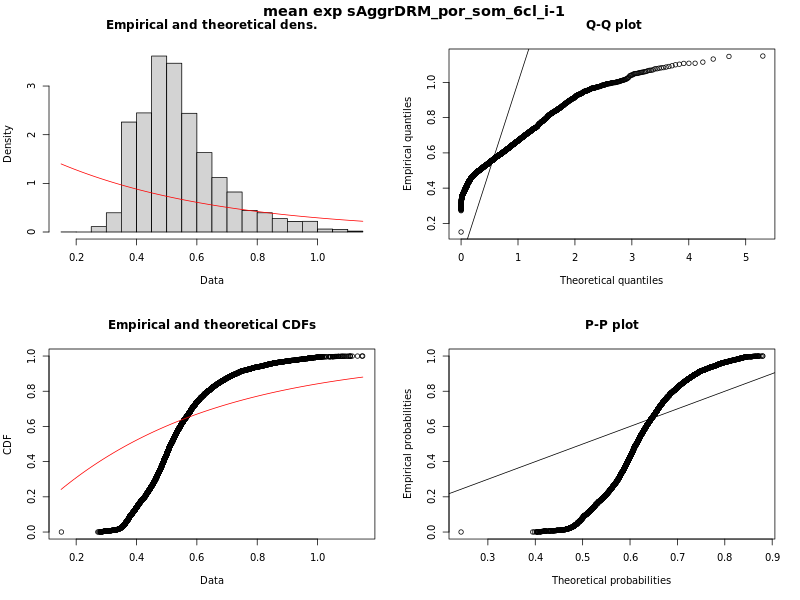 mean exp sAggrDRM_por_som_6cl_i-1
Empirical and theoretical dens.
Density
0 1 2 3
0.2 0.4 0.6 0.8 1.0
Data
Q-Q plot
Empirical quantiles
0.2 0.4 0.6 0.8 1.0
0 1 2 3 4 5
Theoretical quantiles
Empirical and theoretical CDFs
CDF
0.0 0.2 0.4 0.6 0.8 1.0
0.2 0.4 0.6 0.8 1.0
Data
P-P plot
Empirical probabilities
0.0 0.2 0.4 0.6 0.8 1.0
0.3 0.4 0.5 0.6 0.7 0.8 0.9
Theoretical probabilities